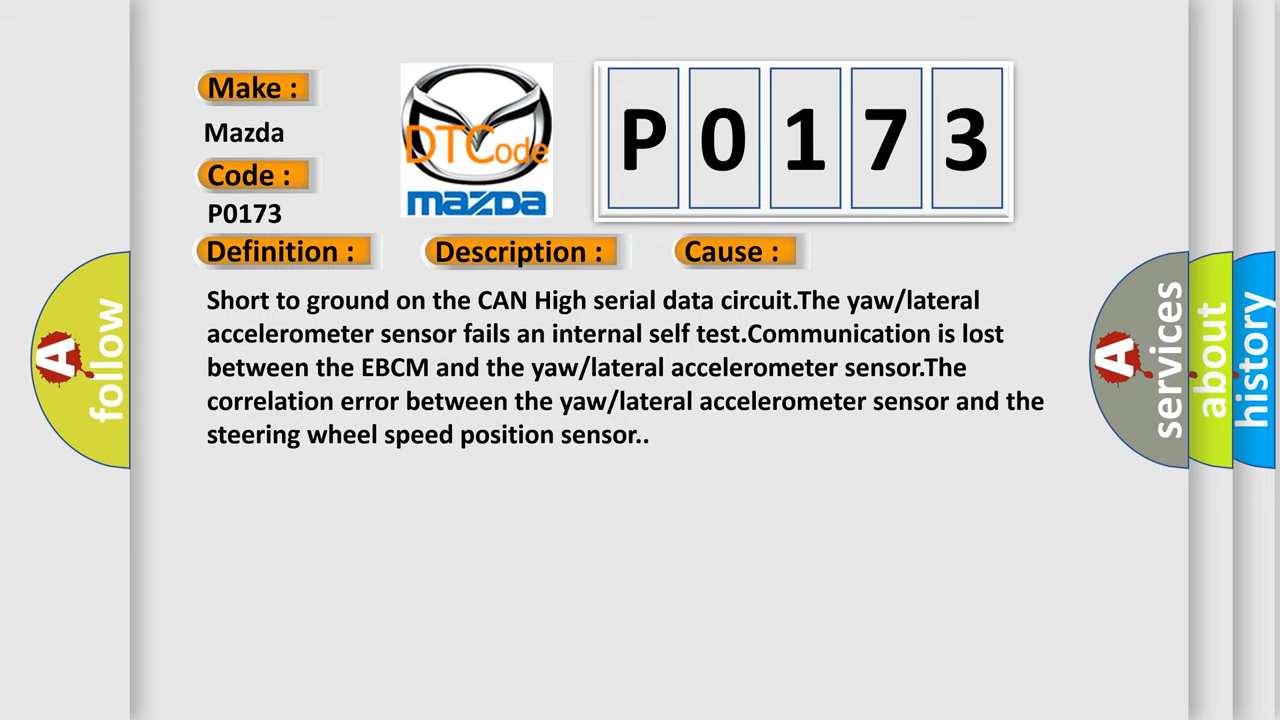 Make :
Mazda
Code :
P0173
DTCode
mazda
P 0 1 7 3
Definition :
Description :
Cause :
Short to ground on the CAN High serial data circuit.The yaw/lateral
accelerometer sensor fails an internal self test.Communication is lost
between the EBCM and the yaw/lateral accelerometer sensor.The
correlation error between the yaw/lateral accelerometer sensor and the
steering wheel speed position sensor..
A follow
A services
about
history